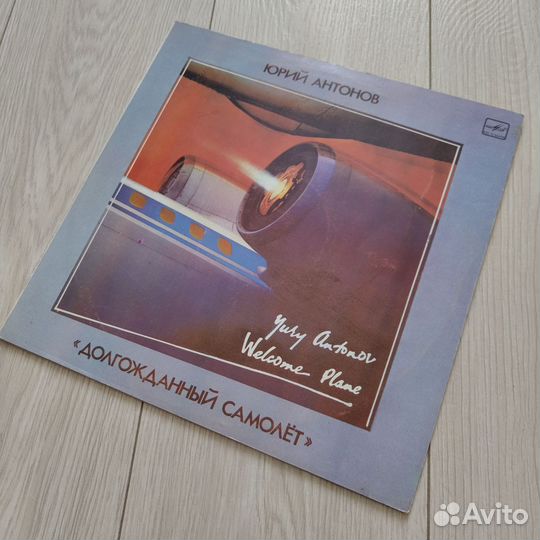 ЮРИЙ АНТОНОВ
Yury Antonov
Welcome Plane
«ДОЛГОЖДАННЫЙ САМОЛЁТ»
Avito